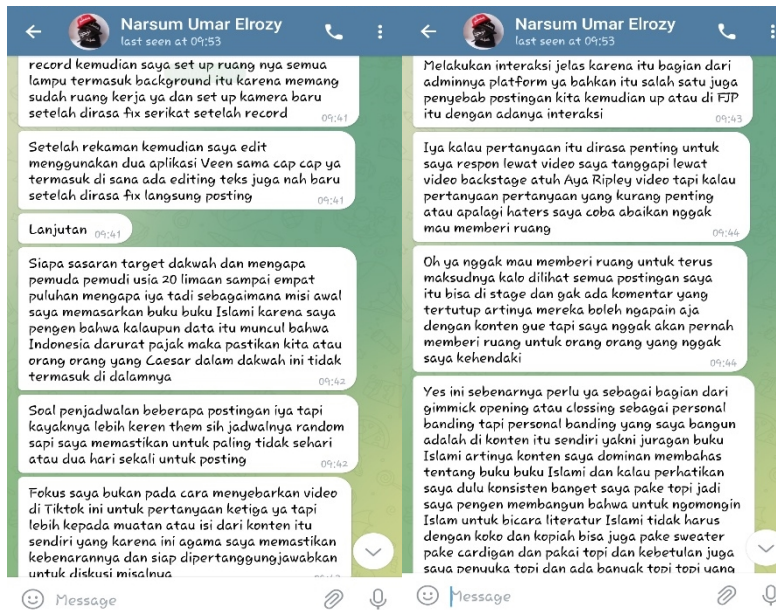 Narsum Umar Elrozy
last seen at 09:53
record kemudian saya set up ruang nya semua
lampu termasuk background itu karena memang
sudah ruang kerja ya dan set up kamera baru
setelah dirasa fix serikat setelah record 09:41
Setelah rekaman kemudian saya edit
menggunakan dua aplikasi Veen sama cap cap ya
termasuk di sana ada editing teks juga nah baru
setelah dirasa fix langsung posting 09:41
Lanjutan 09:41
Siapa sasaran target dakwah dan mengapa
pemuda pemudi usia 20 limaan sampai empat
puluhan mengapa iya tadi sebagaimana misi awal
saya memasarkan buku buku Islami karena saya
pengen bahwa kalaupun data itu muncul bahwa
Indonesia darurat pajak maka pastikan kita atau
orang orang yang Caesar dalam dakwah ini tidak
termasuk di dalamnya 09:42
Soal penjadwalan beberapa postingan iya tapi
kayaknya lebih keren them sih jadwalnya random
sapi saya memastikan untuk paling tidak sehari
atau dua hari sekali untuk posting 09:42
Fokus saya bukan pada cara menyebarkan video
di Tiktok ini untuk pertanyaan ketiga ya tapi
lebih kepada muatan atau isi dari konten itu
sendiri yang karena ini agama saya memastikan
kebenarannya dan siap dipertanggungjawabkan
untuk diskusi misalnya
Message
Narsum Umar Elrozy
last seen at 09:53
Melakukan interaksi jelas karena itu bagian dari
adminnya platform ya bahkan itu salah satu juga
penyebab postingan kita kemudian up atau di FJP
itu dengan adanya interaksi 09:43
Iya kalau pertanyaan itu dirasa penting untuk
saya respon lewat video saya tanggapi lewat
video backstage atuh Aya Ripley video tapi kalau
pertanyaan pertanyaan yang kurang penting
atau apalagi haters saya coba abaikan nggak
mau memberi ruang 09:44
Oh ya nggak mau memberi ruang untuk terus
maksudnya kalo dilihat semua postingan saya
itu bisa di stage dan gak ada komentar yang
tertutup artinya mereka boleh ngapain aja
dengan konten gue tapi saya nggak akan pernah
memberi ruang untuk orang orang yang nggak
saya kehendaki 09:44
Yes ini sebenarnya perlu ya sebagai bagian dari
gimmick opening atau clossing sebagai personal
banding tapi personal banding yang saya bangun
adalah di konten itu sendiri yakni juragan buku
Islami artinya konten saya dominan membahas
tentang buku buku Islami dan kalau perhatikan
saya dulu konsisten banget saya pake topi jadi
saya pengen membangun bahwa untuk ngomongin
Islam untuk bicara literatur Islami tidak harus
dengan koko dan kopiah bisa juga pake sweater
pake cardigan dan pakai topi dan kebetulan juga
saya penyuka topi dan ada banyak topi topi yang
Message